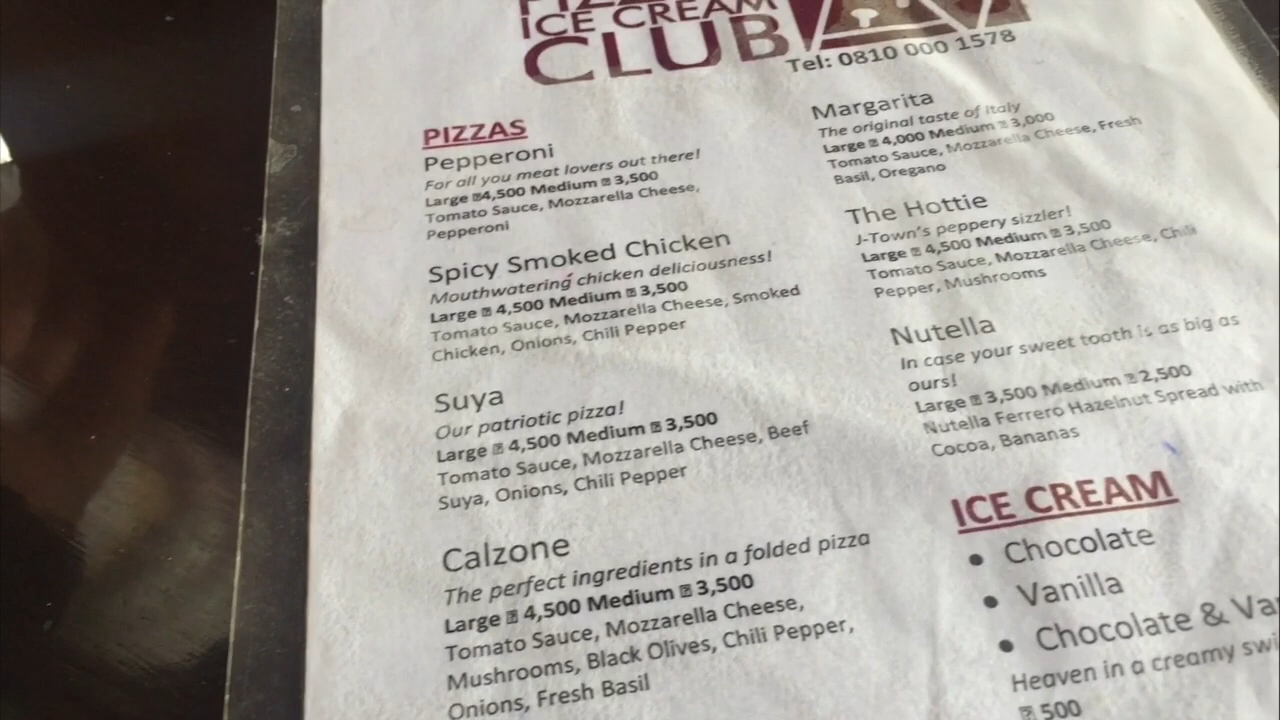 ICE CREAM
CLUB
Tel: 0810 000 1578
PIZZAS
Pepperoni
For all you meat lovers out there!
Large ⍰4,500 Medium ⍰ 3,500
Tomato Sauce, Mozzarella Cheese,
Pepperoni
Spicy Smoked Chicken
Mouthwatering chicken deliciousness!
Large ⍰ 4,500 Medium ⍰ 3,500
Tomato Sauce, Mozzarella Cheese, Smoked
Chicken, Onions, Chili Pepper
Suya
Our patriotic pizza!
Large ⍰ 4,500 Medium ⍰ 3,500
Tomato Sauce, Mozzarella Cheese, Beef
Suya, Onions, Chili Pepper
Calzone
The perfect ingredients in a folded pizza
Large ⍰ 4,500 Medium ⍰ 3,500
Tomato Sauce, Mozzarella Cheese,
Mushrooms, Black Olives, Chili Pepper,
Onions, Fresh Basil
Margarita
The original taste of Italy
Large ⍰ 4,000 Medium ⍰ 3,000
Tomato Sauce, Mozzarella Cheese, Fresh
Basil, Oregano
The Hottie
J-Town's peppery sizzler!
Large ⍰ 4,500 Medium ⍰ 3,500
Tomato Sauce, Mozzarella Cheese, Chili
Pepper, Mushrooms
Nutella
In case your sweet tooth is as big as
ours!
Large ⍰ 3,500 Medium ⍰ 2,500
Nutella Ferrero Hazelnut Spread with
Cocoa, Bananas
ICE CREAM
• Chocolate
• Vanilla
• Chocolate & Va
Heaven in a creamy swi
⍰ 500